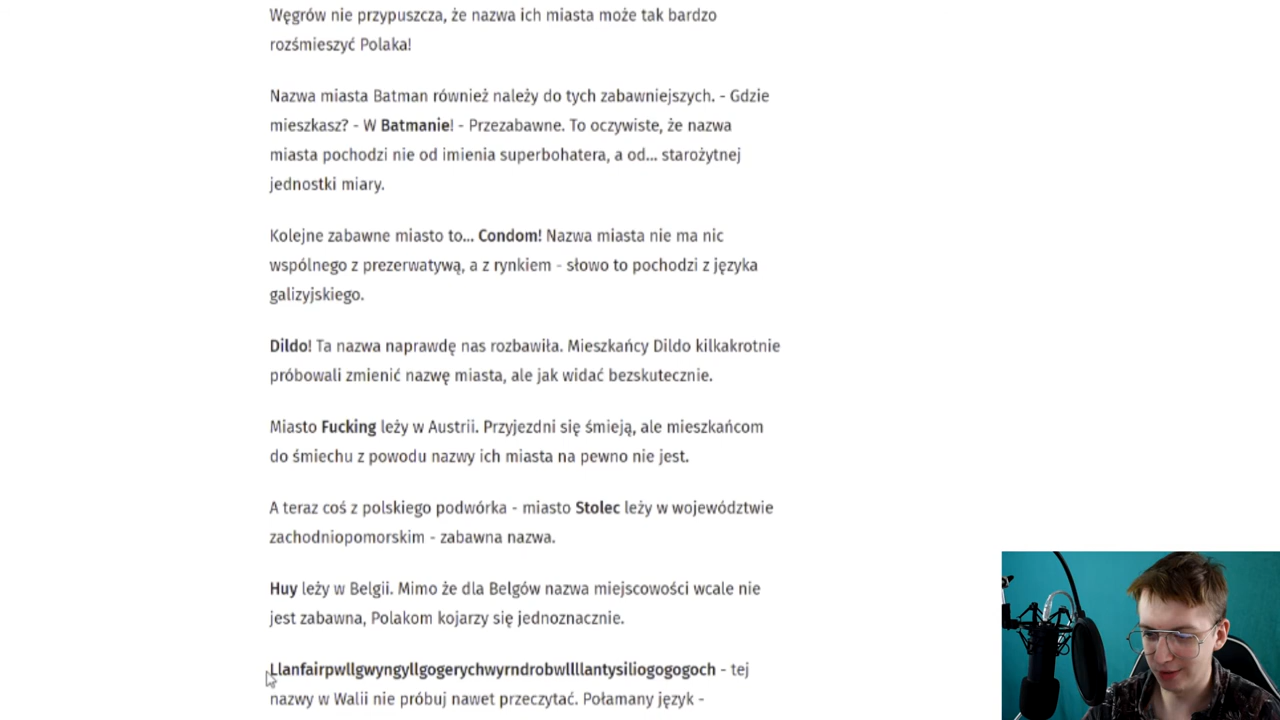 Węgrów nie przypuszcza, że nazwa ich miasta może tak bardzo
rozśmieszyć Polaka!
Nazwa miasta Batman również należy do tych zabawniejszych. - Gdzie
mieszkasz? - W Batmanie! - Przezabawne. To oczywiste, że nazwa
miasta pochodzi nie od imienia superbohatera, a od... starożytnej
jednostki miary.
Kolejne zabawne miasto to... Condom! Nazwa miasta nie ma nic
wspólnego z prezerwatywą, a z rynkiem - słowo to pochodzi z języka
galizyjskiego.
Dildo! Ta nazwa naprawdę nas rozbawiła. Mieszkańcy Dildo kilkakrotnie
próbowali zmienić nazwę miasta, ale jak widać bezskutecznie.
Miasto Fucking leży w Austrii. Przyjezdni się śmieją, ale mieszkańcom
do śmiechu z powodu nazwy ich miasta na pewno nie jest.
A teraz coś z polskiego podwórka - miasto Stolec leży w województwie
zachodniopomorskim - zabawna nazwa.
Huy leży w Belgii. Mimo że dla Belgów nazwa miejscowości wcale nie
jest zabawna, Polakom kojarzy się jednoznacznie.
Llanfairpwllgwyngyllgogerychwyrndrobwllllantysiliogogogoch - tej
nazwy w Walii nie próbuj nawet przeczytać. Połamany język -